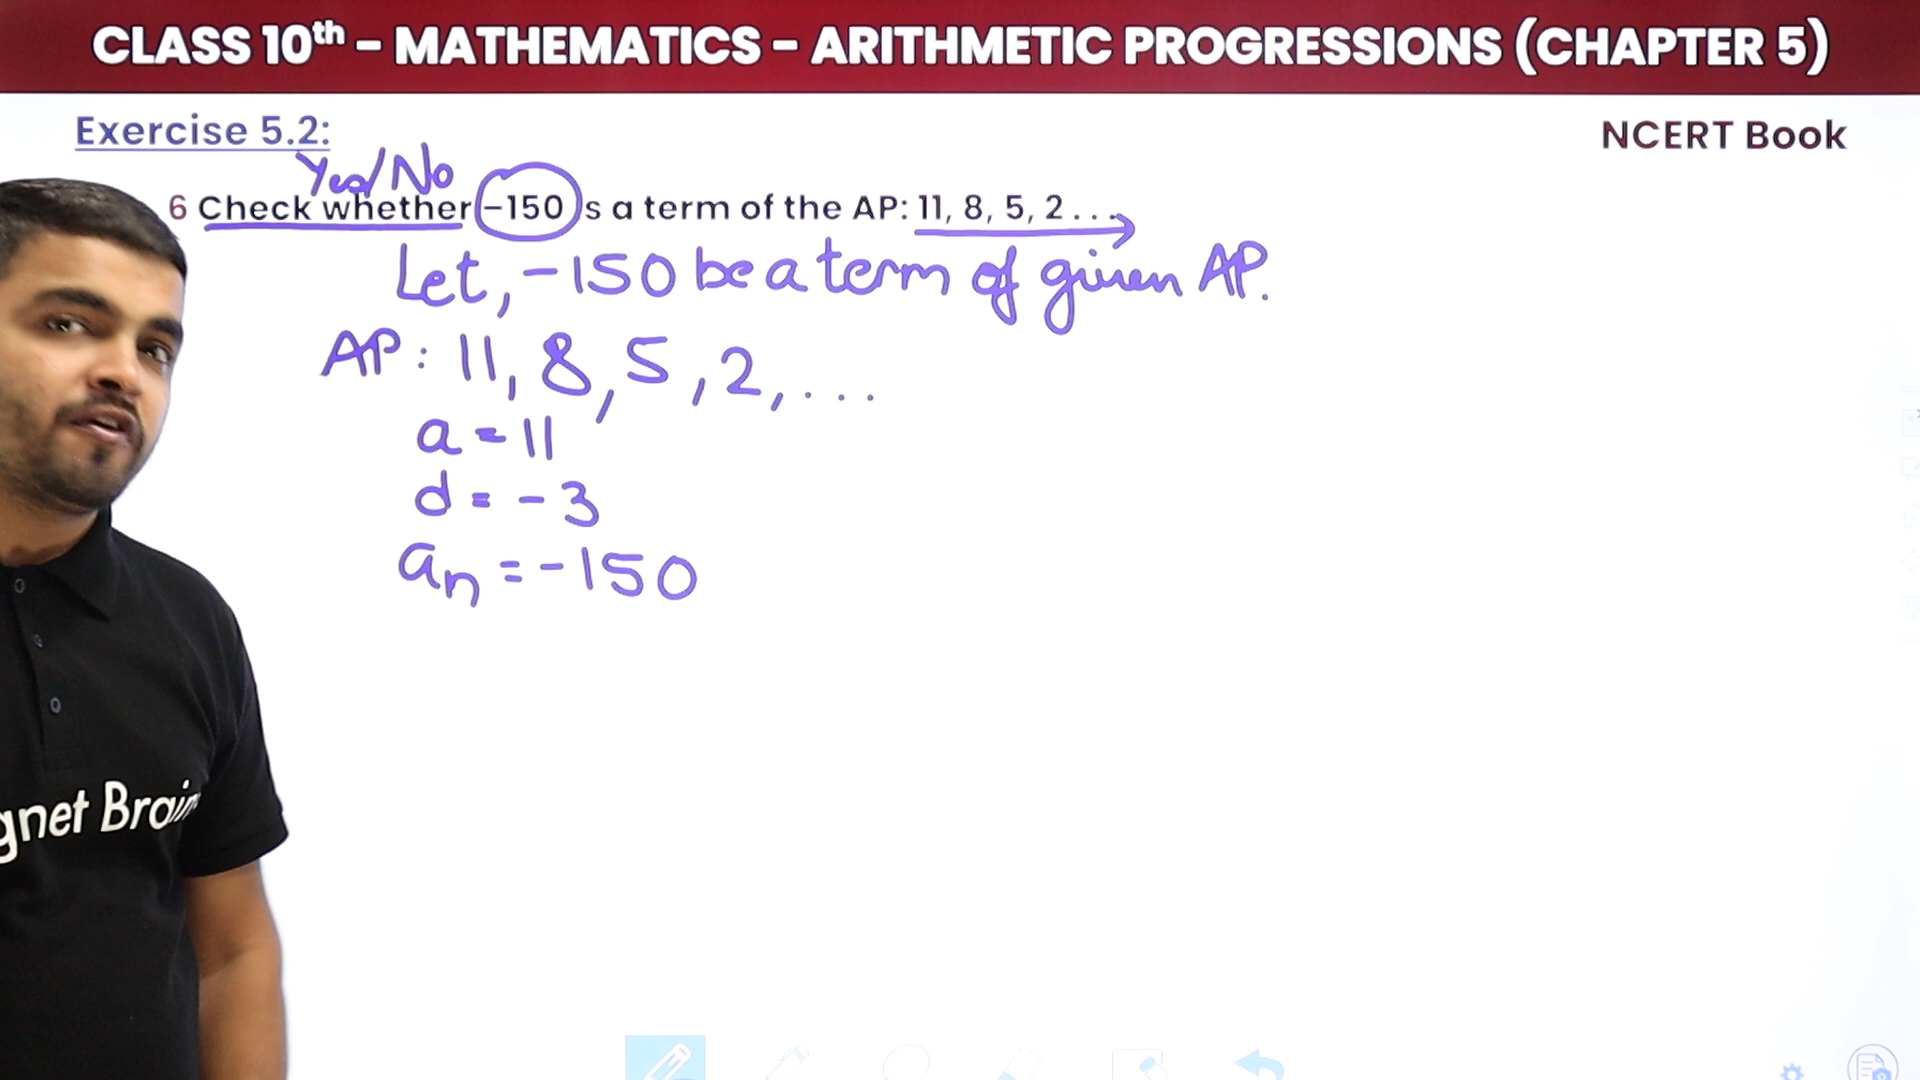 CLASS 10th – MATHEMATICS – ARITHMETIC PROGRESSIONS (CHAPTER 5)
Exercise 5.2:
NCERT Book
Yes/No
6 Check whether –150 is a term of the AP: 11, 8, 5, 2 . . .
Let, -150 be a term of given AP.
AP: 11, 8, 5, 2, ...
a = 11
d = -3
an = -150
gnet Brain